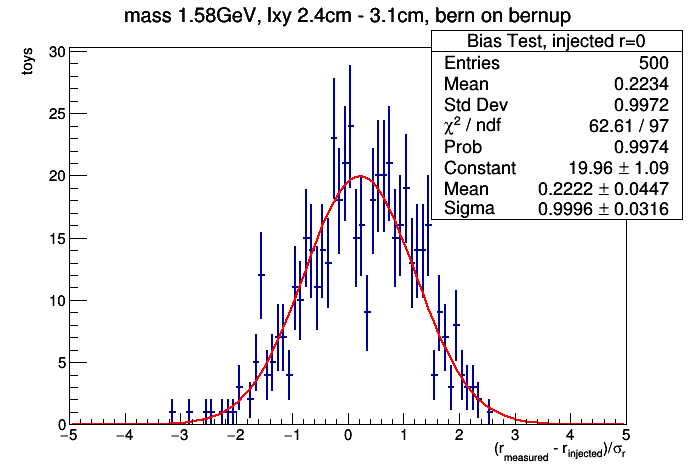 mass 1.58GeV, lxy 2.4cm - 3.1cm, bern on bernup
Bias Test, injected r=0
Entries 500
Mean 0.2234
Std Dev 0.9972
χ² / ndf 62.61 / 97
Prob 0.9974
Constant 19.96 ± 1.09
Mean 0.2222 ± 0.0447
Sigma 0.9996 ± 0.0316
toys
30
25
20
15
10
5
0
−5 −4 −3 −2 −1 0 1 2 3 4 5
(r_measured - r_injected)/σ_r